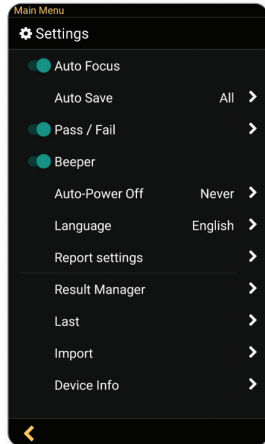 Main Menu
Settings
Auto Focus
Auto Save All
Pass / Fail
Beeper
Auto-Power Off Never
Language English
Report settings
Result Manager
Last
Import
Device Info